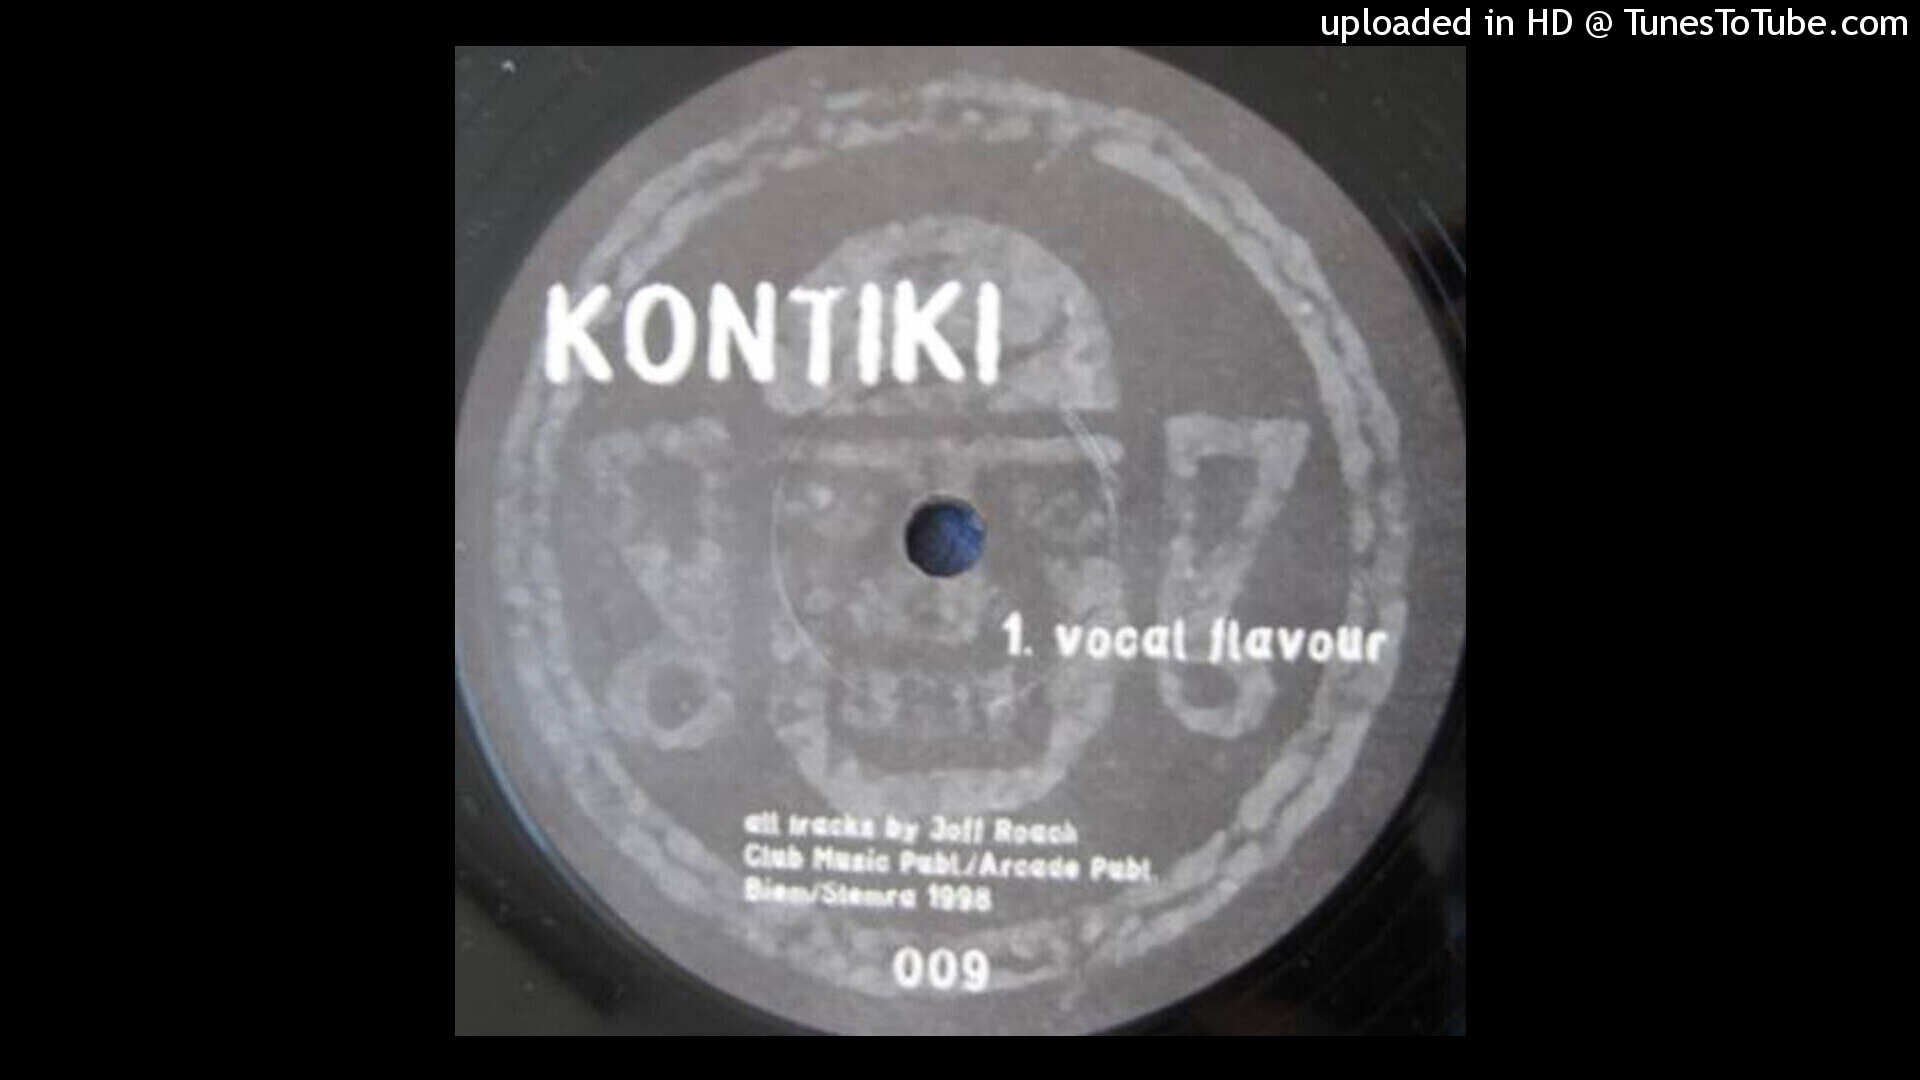 uploaded in HD @ TunesToTube.com
KONTIKI
1. vocal flavour
all tracks by Joff Roach
Club Music Publ./Arcade Publ.
Biem/Stemra 1998
009